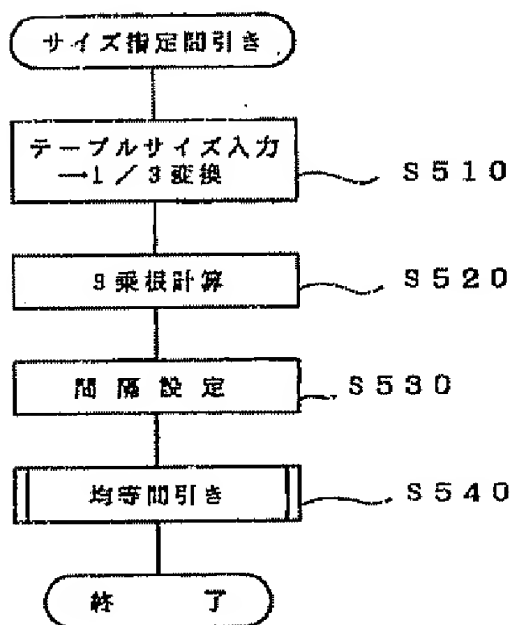 サイズ指定間引き
テーブルサイズ入力
→1/3変換
S510
3乗根計算
S520
間隔設定
S530
均等間引き
S540
終 了